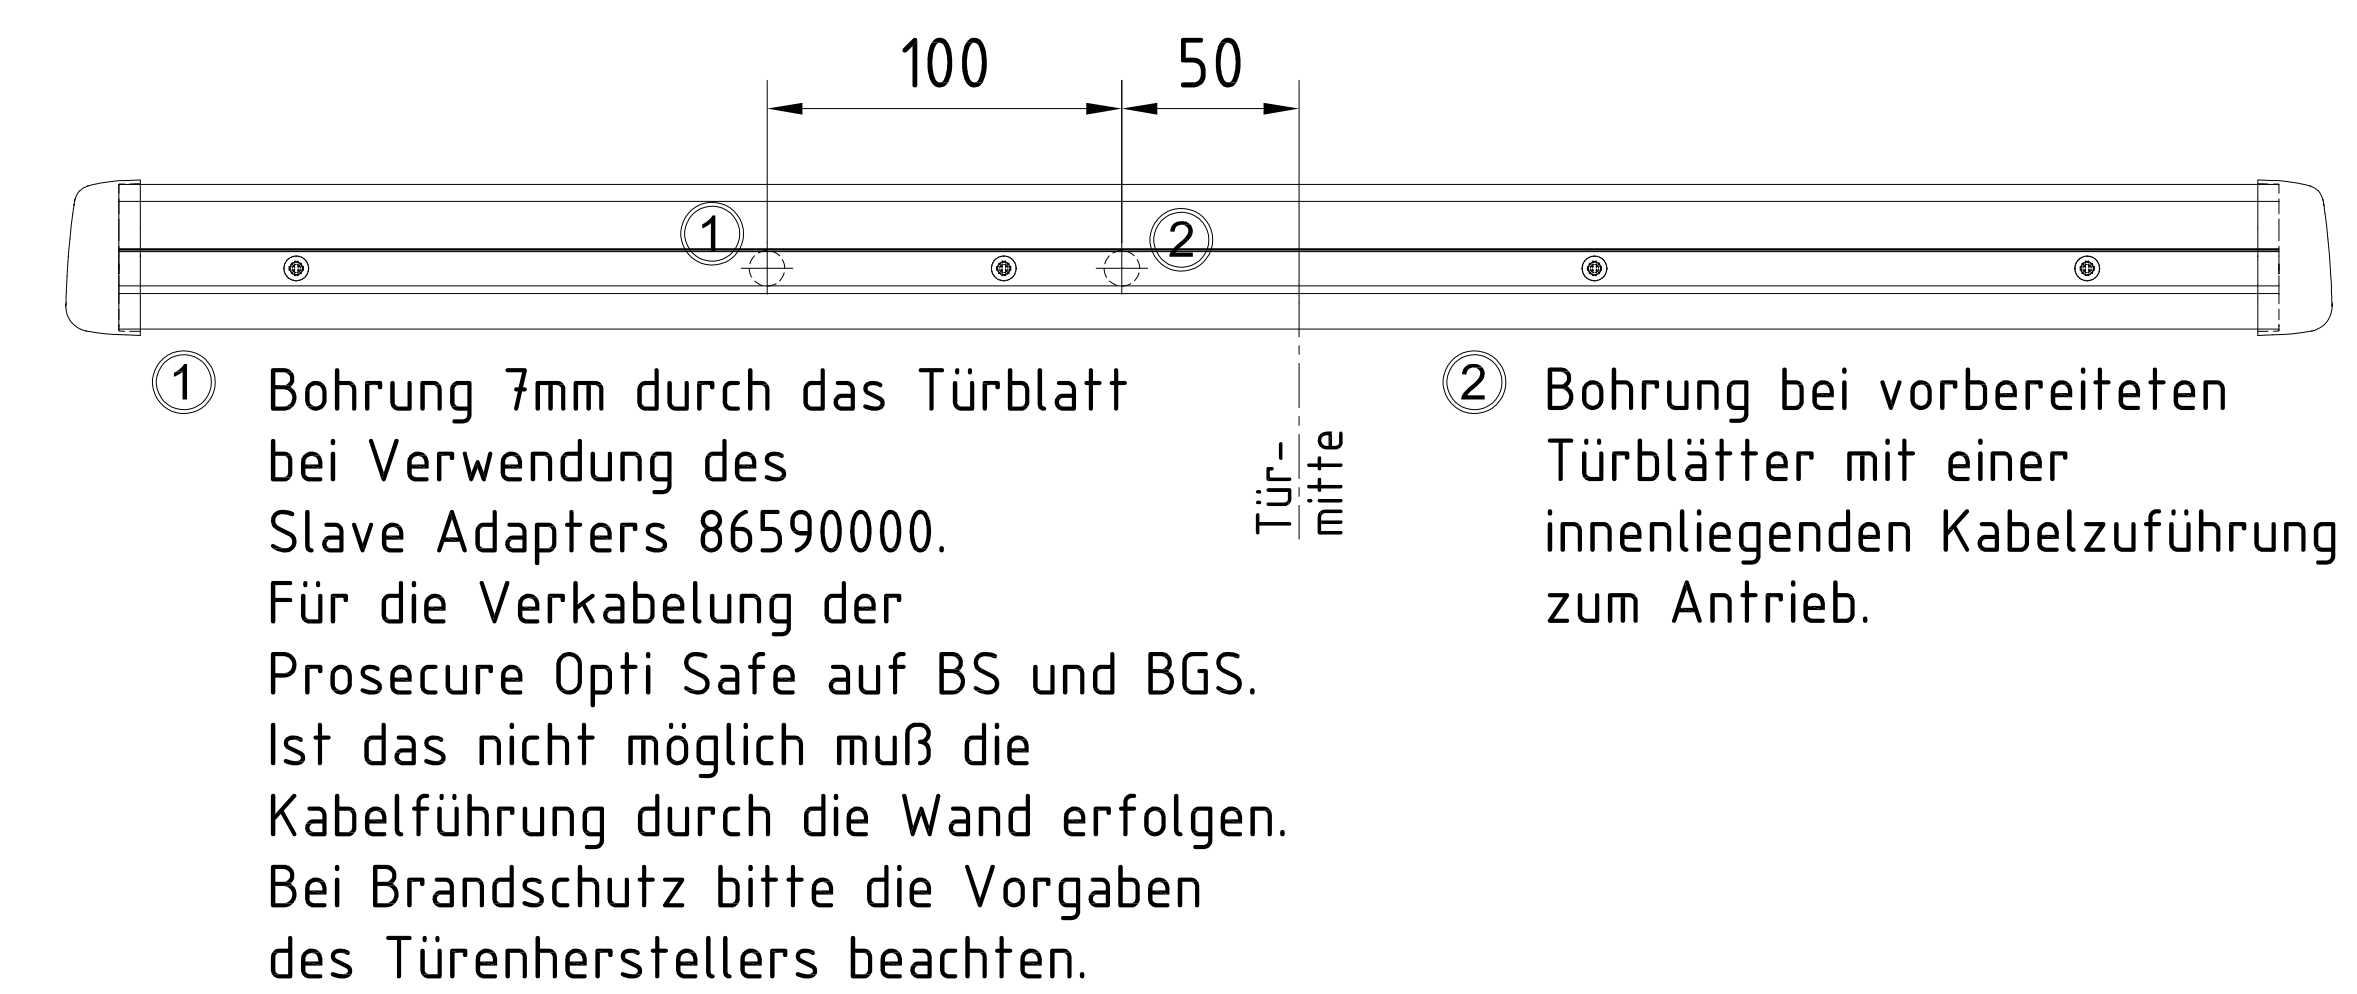 100
50
1
2
1
Bohrung 7mm durch das Türblatt
bei Verwendung des
Slave Adapters 86590000.
Für die Verkabelung der
Prosecure Opti Safe auf BS und BGS.
Ist das nicht möglich muß die
Kabelführung durch die Wand erfolgen.
Bei Brandschutz bitte die Vorgaben
des Türenherstellers beachten.
Tür-
mitte
2
Bohrung bei vorbereiteten
Türblätter mit einer
innenliegenden Kabelzuführung
zum Antrieb.